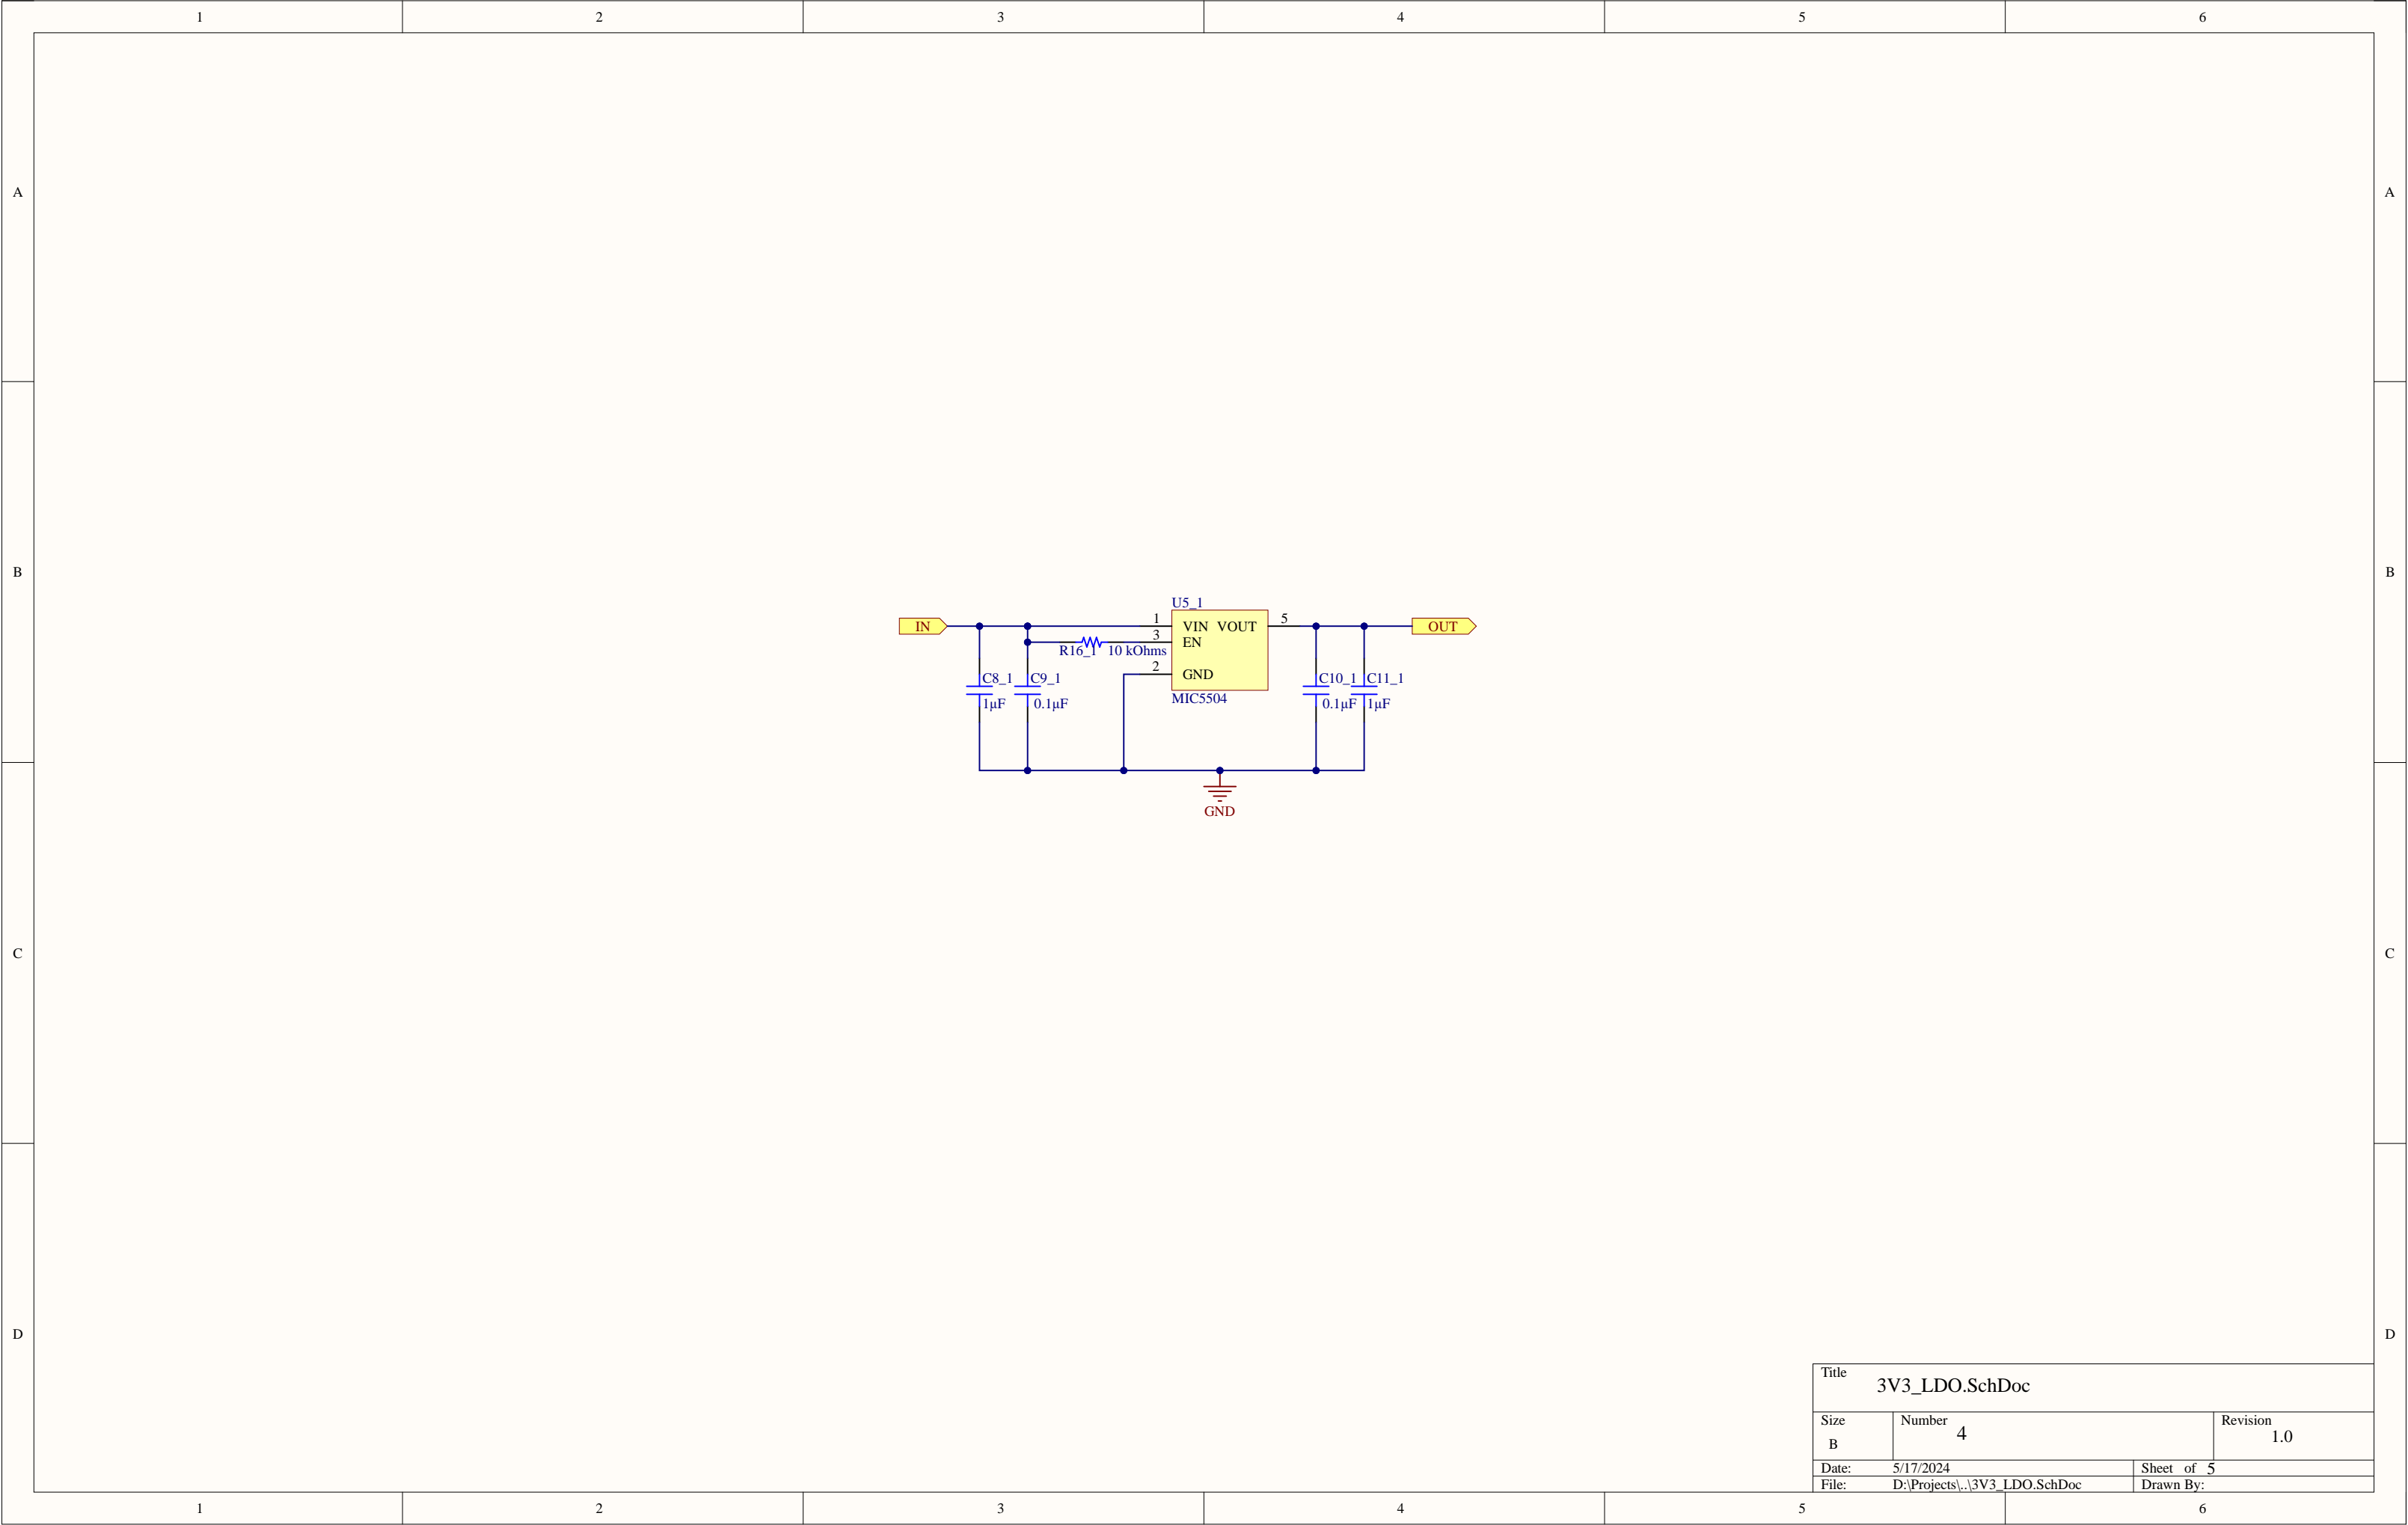 1 2 3 4 5 6
A A
B B
U5_1
IN 1 VIN VOUT 5 OUT
3 EN
R16_1 10 kOhms
2 GND
C8_1 C9_1 C10_1 C11_1
MIC5504
1µF 0.1µF 0.1µF 1µF
GND
C C
D D
Title
3V3_LDO.SchDoc
Size Number Revision
B 4 1.0
Date: 5/17/2024 Sheet of 5
File: D:\Projects\..\3V3_LDO.SchDoc Drawn By:
1 2 3 4 5 6